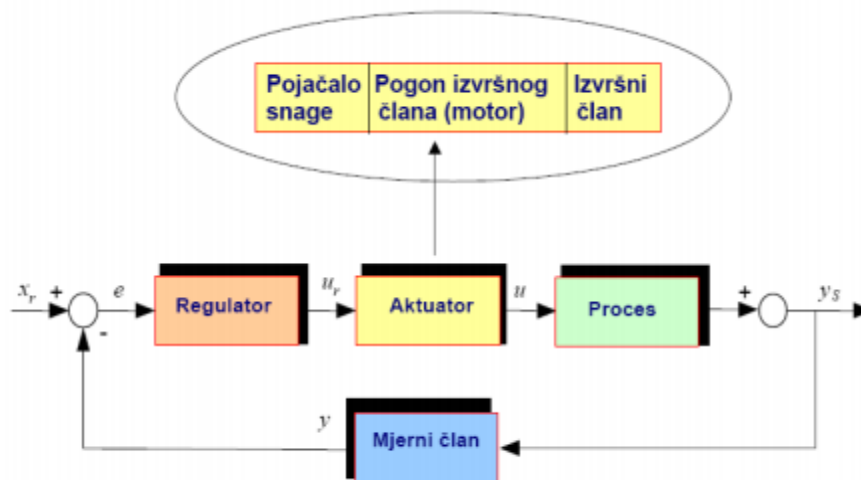 Pojačalo snage
Pogon izvršnog člana (motor)
Izvršni član
x_r + e
-
Regulator
u_r
Aktuator
u
Proces
+
y_S
y
Mjerni član